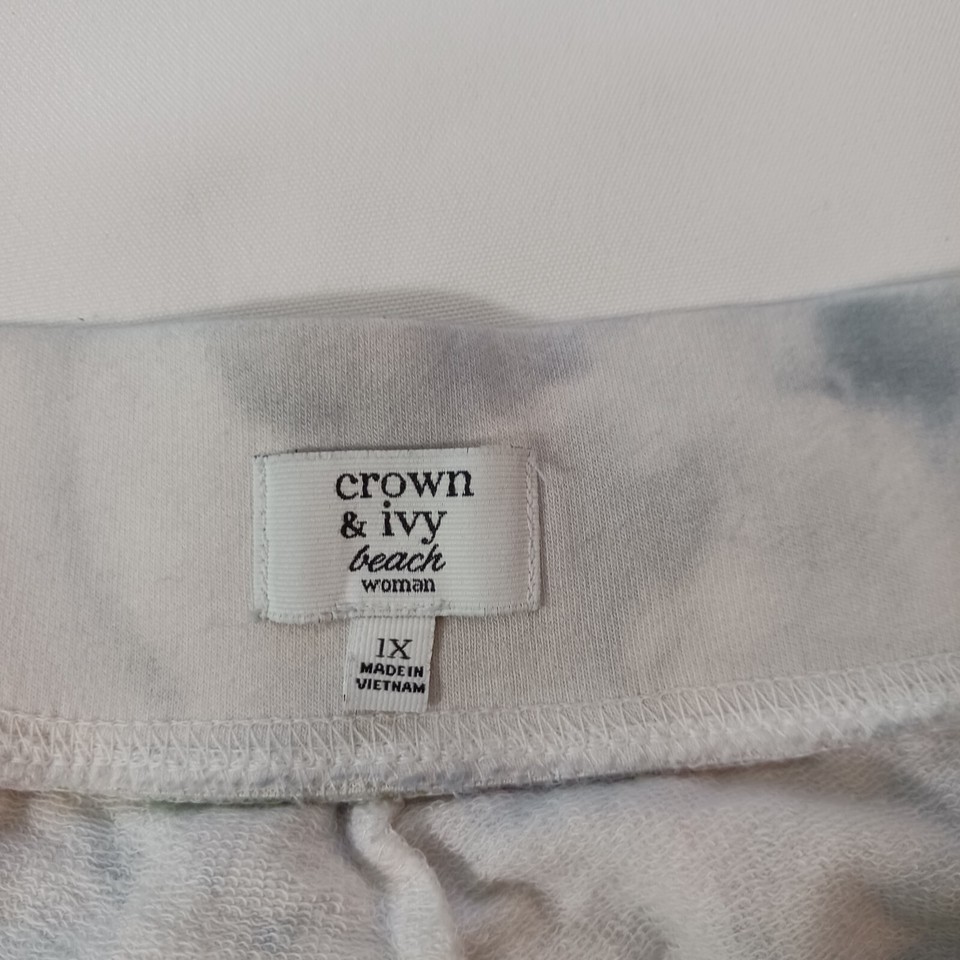 crown
& ivy
beach
woman
1X
MADE IN
VIETNAM